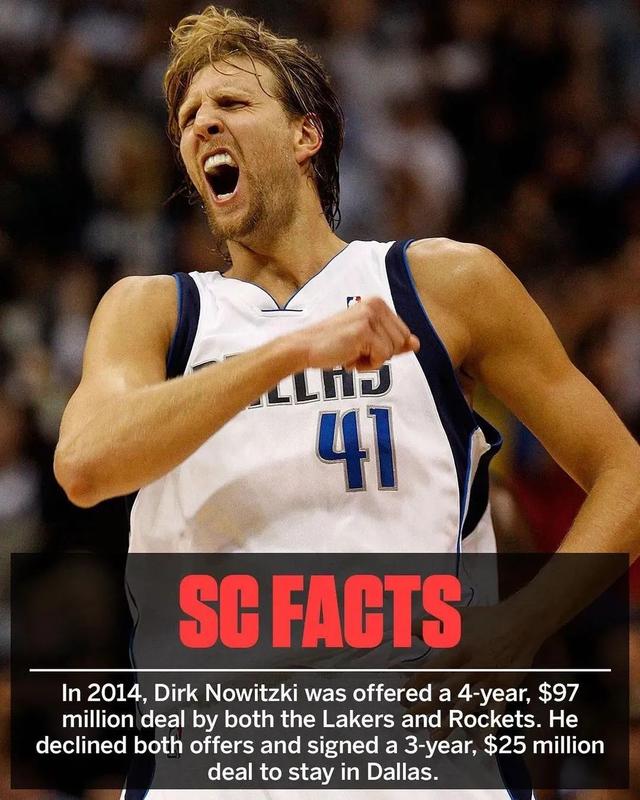 DALLAS
41
SC FACTS
In 2014, Dirk Nowitzki was offered a 4-year, $97
million deal by both the Lakers and Rockets. He
declined both offers and signed a 3-year, $25 million
deal to stay in Dallas.